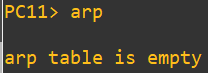 PC11> arp
arp table is empty